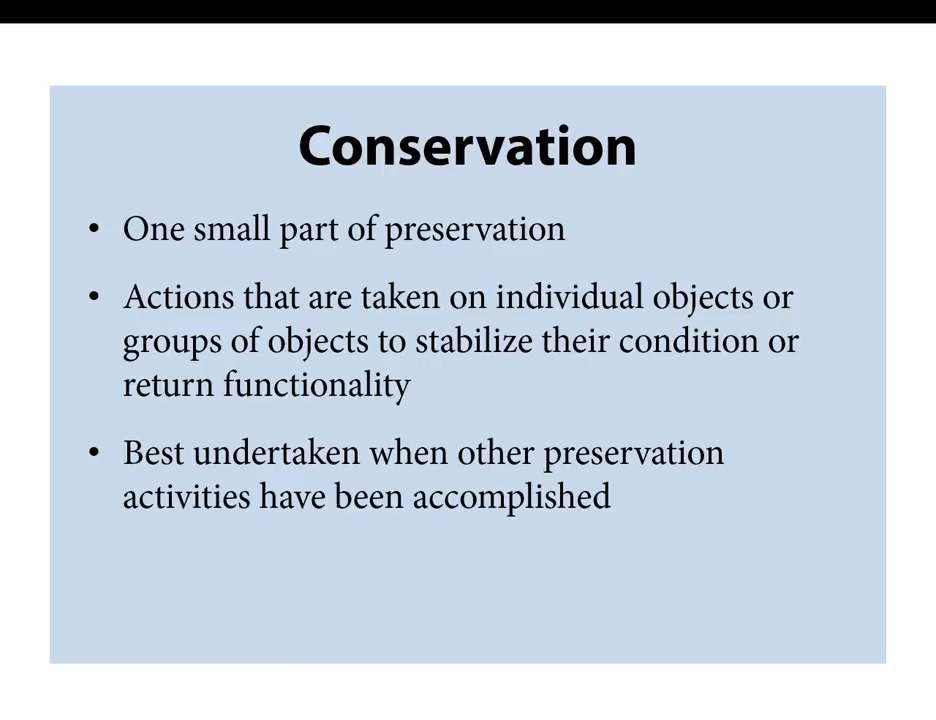 Conservation
• One small part of preservation
• Actions that are taken on individual objects or
groups of objects to stabilize their condition or
return functionality
• Best undertaken when other preservation
activities have been accomplished